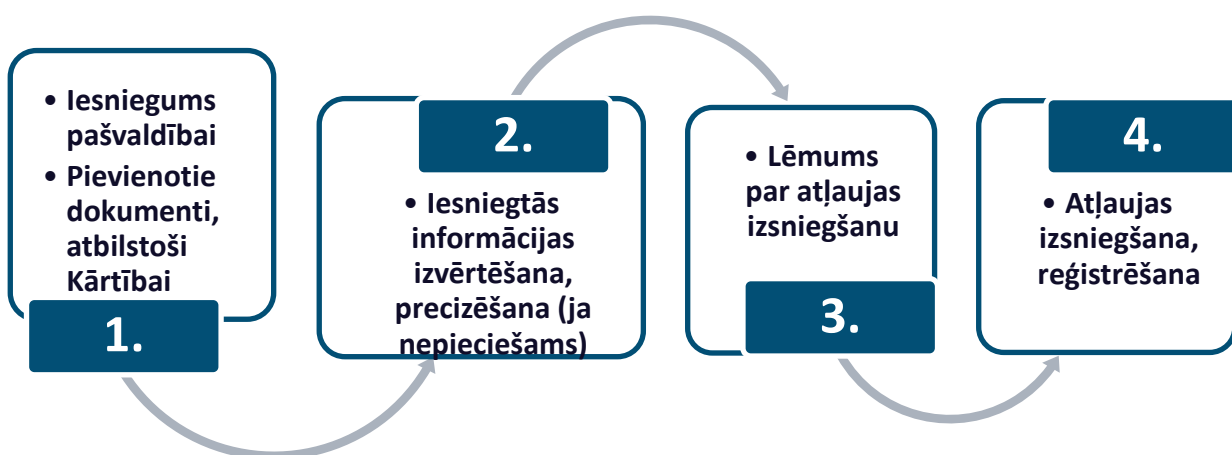 • Iesniegums
pašvaldībai
• Pievienotie
dokumenti,
atbilstoši
Kārtībai
1.
2.
• Iesniegtās
informācijas
izvērtēšana,
precizēšana (ja
nepieciešams)
• Lēmums
par atļaujas
izsniegšanu
3.
4.
• Atļaujas
izsniegšana,
reģistrēšana